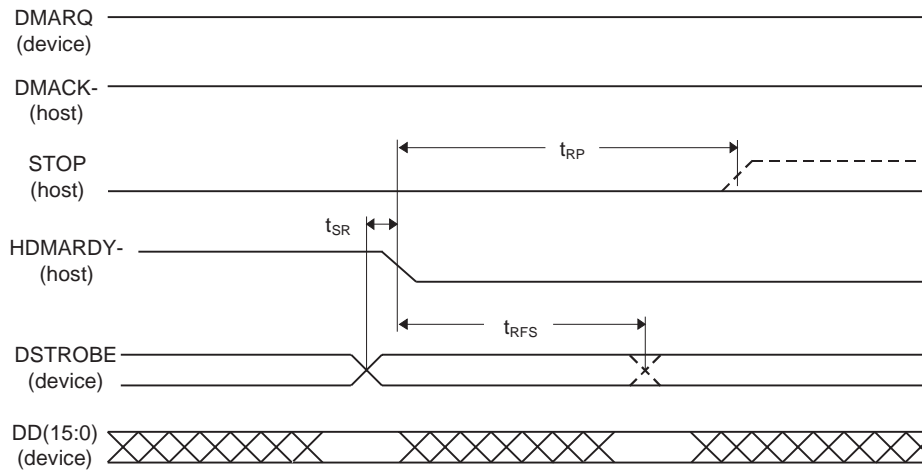 DMARQ
(device)
DMACK-
(host)
STOP
(host)
tRP
tSR
HDMARDY-
(host)
tRFS
DSTROBE
(device)
DD(15:0)
(device)